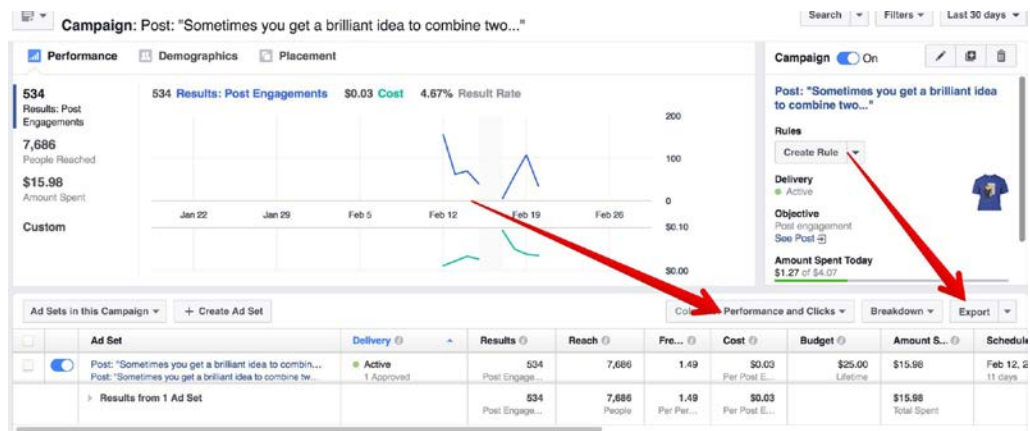 Campaign: Post: "Sometimes you get a brilliant idea to combine two..."
Search
Filters
Last 30 days
Performance
Demographics
Placement
534
Results: Post
Engagements
7,686
People Reached
$15.98
Amount Spent
Custom
534 Results: Post Engagements $0.03 Cost 4.67% Result Rate
200
100
0
Jan 22 Jan 29 Feb 5 Feb 12 Feb 19 Feb 26
$0.10
$0.00
Campaign On
Post: "Sometimes you get a brilliant idea
to combine two..."
Rules
Create Rule
Delivery
Active
Objective
Post engagement
See Post
Amount Spent Today
$1.27 of $4.07
Ad Sets in this Campaign
+ Create Ad Set
Performance and Clicks
Breakdown
Export
Ad Set Delivery Results Reach Fre... Cost Budget Amount S... Schedule
Post: "Sometimes you get a brilliant idea to combin... Active 534 7,686 1.49 $0.03 $25.00 $15.98 Feb 12, 2
Post: "Sometimes you get a brilliant idea to combine tw... 1 Approved Post Engage... Per Post E... Lifetime 11 days
Results from 1 Ad Set 534 7,686 1.49 $0.03 $15.98
Post Engage... People Per Per... Per Post E... Total Spent